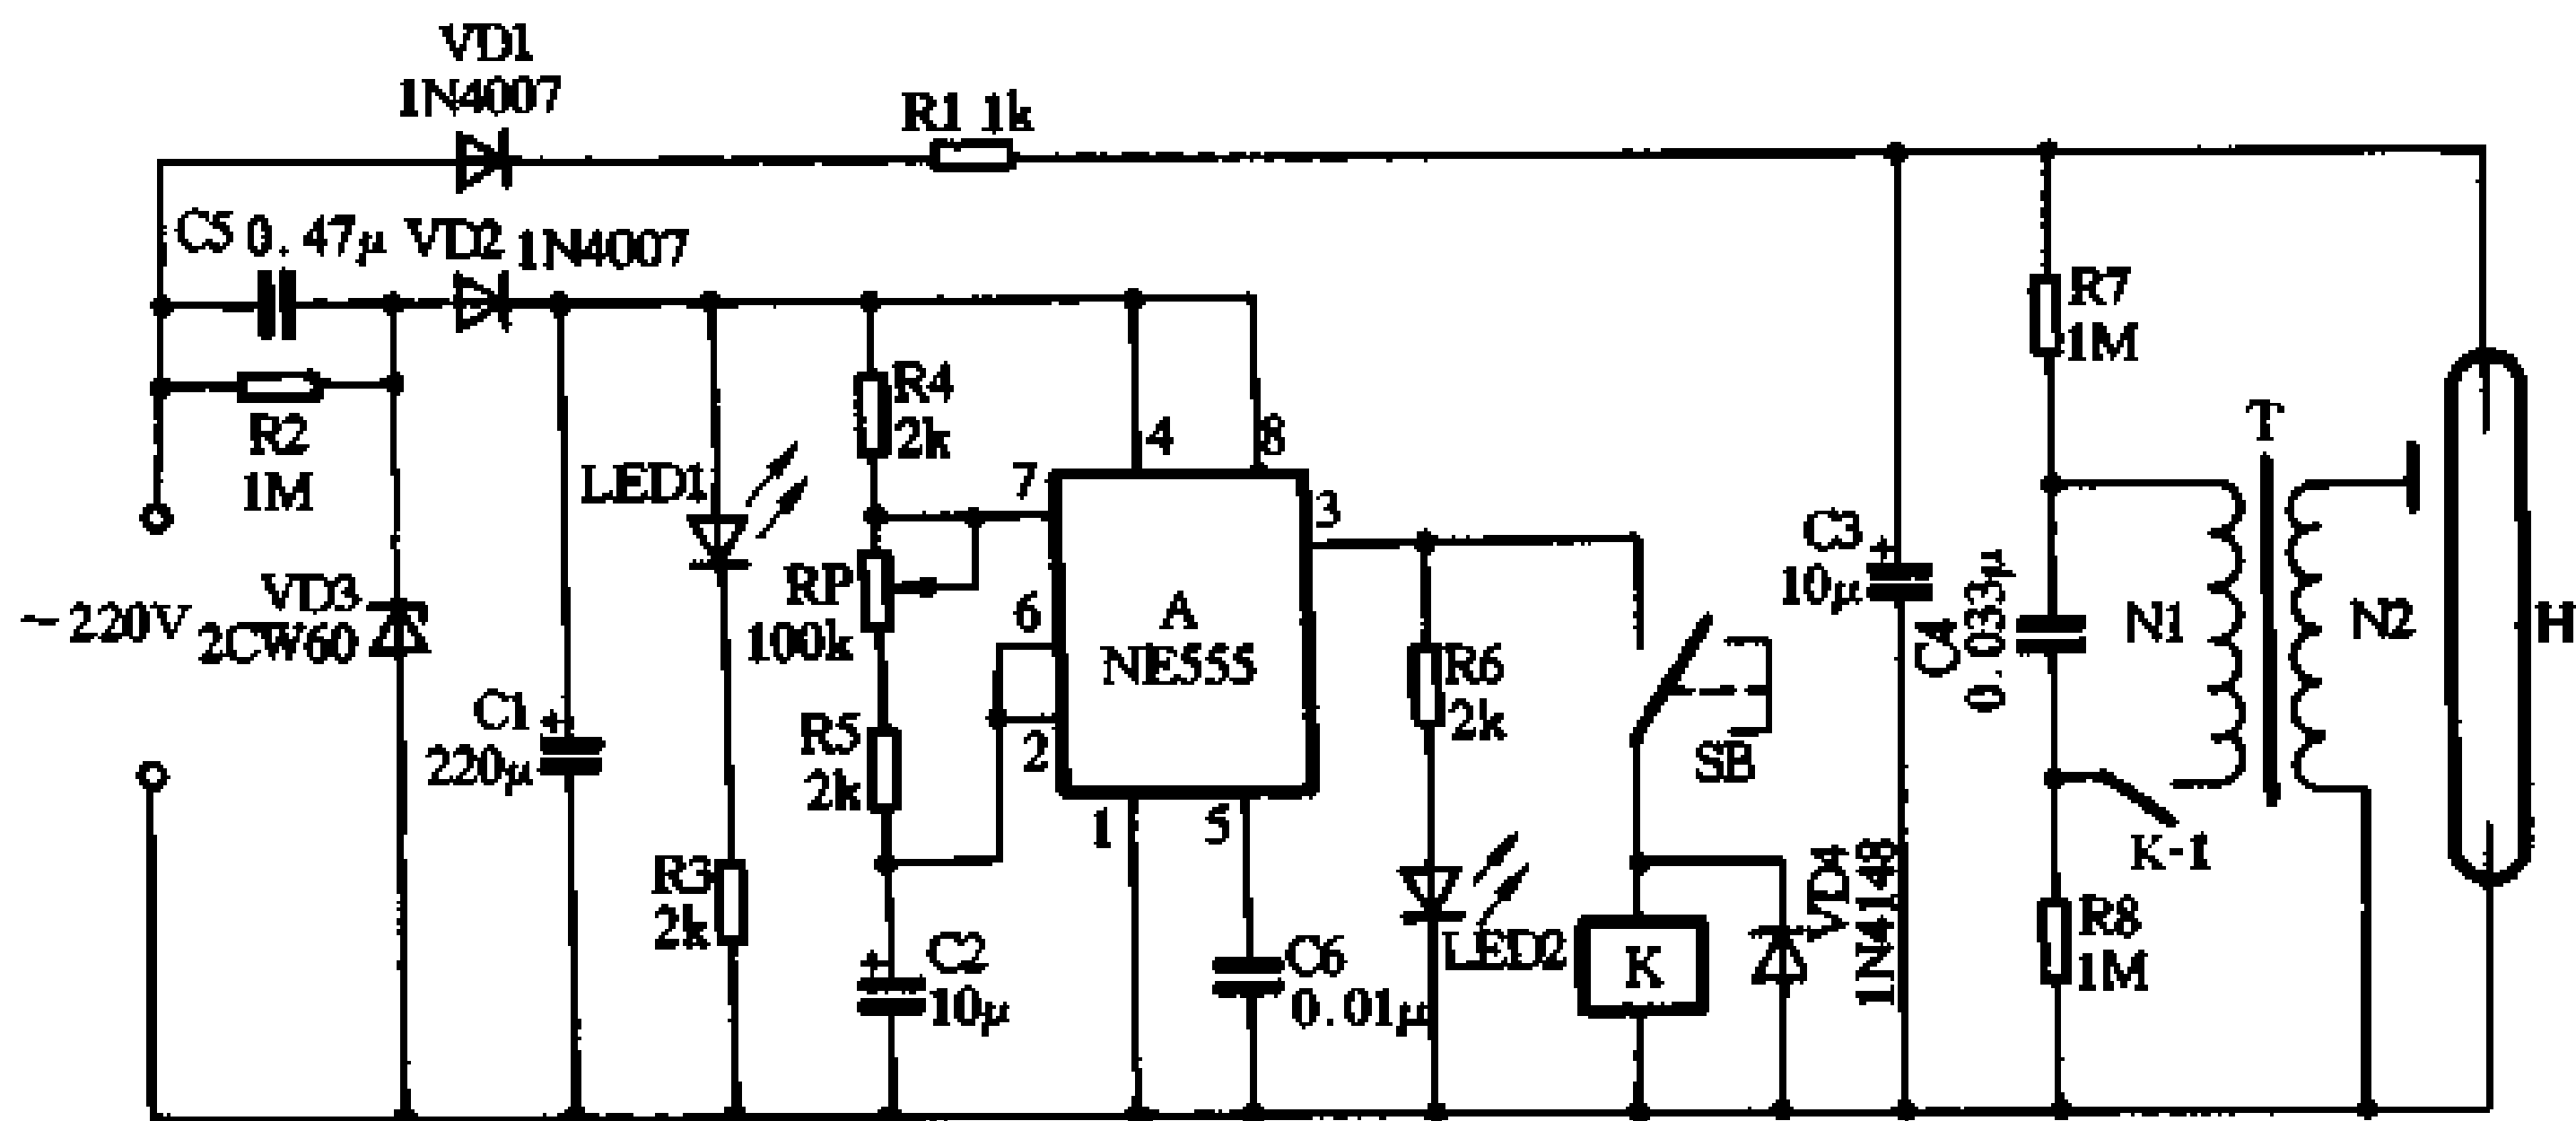 VD1
1N4007
R1 1k
C5 0.47μ
VD2 1N4007
R2
1M
~220V
VD3
2CW60
C1 +
220μ
LED1
R3
2k
R4
2k
RP
100k
R5
2k
C2
+
10μ
7
6
2
4
8
3
1
5
A
NE555
C6
0.01μ
R6
2k
LED2
SB
K
VD4
1N4148
C3 +
10μ
C4
0.033μ
R7
1M
R8
1M
K-1
T
N1
N2
H